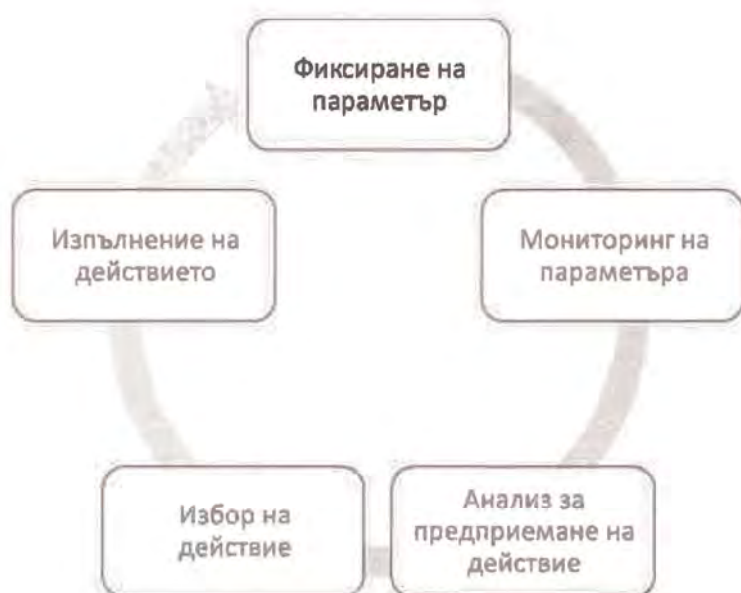 Фиксиране на
параметър
Мониторинг на
параметъра
Анализ за
предприемане на
действие
Избор на
действие
Изпълнение на
действието